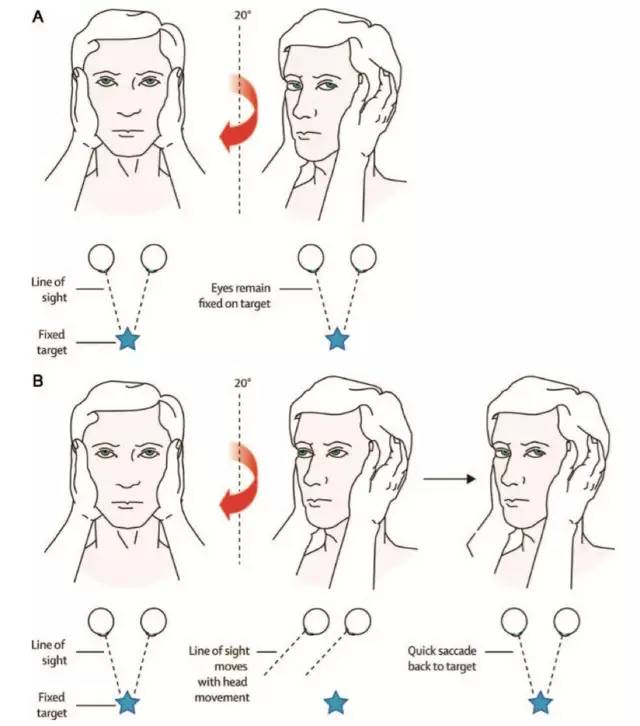 A
20°
Line of
sight
Eyes remain
fixed on target
Fixed
target
B
20°
Line of
sight
Line of sight
moves
with head
movement
Quick saccade
back to target
Fixed
target